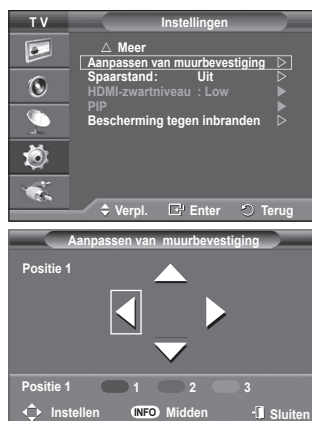 TV Instellingen
△ Meer
Aanpassen van muurbevestiging ▷
Spaarstand: Uit ▷
HDMI-zwartniveau : Low ▶
PIP ▶
Bescherming tegen inbranden ▷
Verpl. Enter Terug
Aanpassen van muurbevestiging
Positie 1
Positie 1 1 2 3
Instellen INFO Midden Sluiten